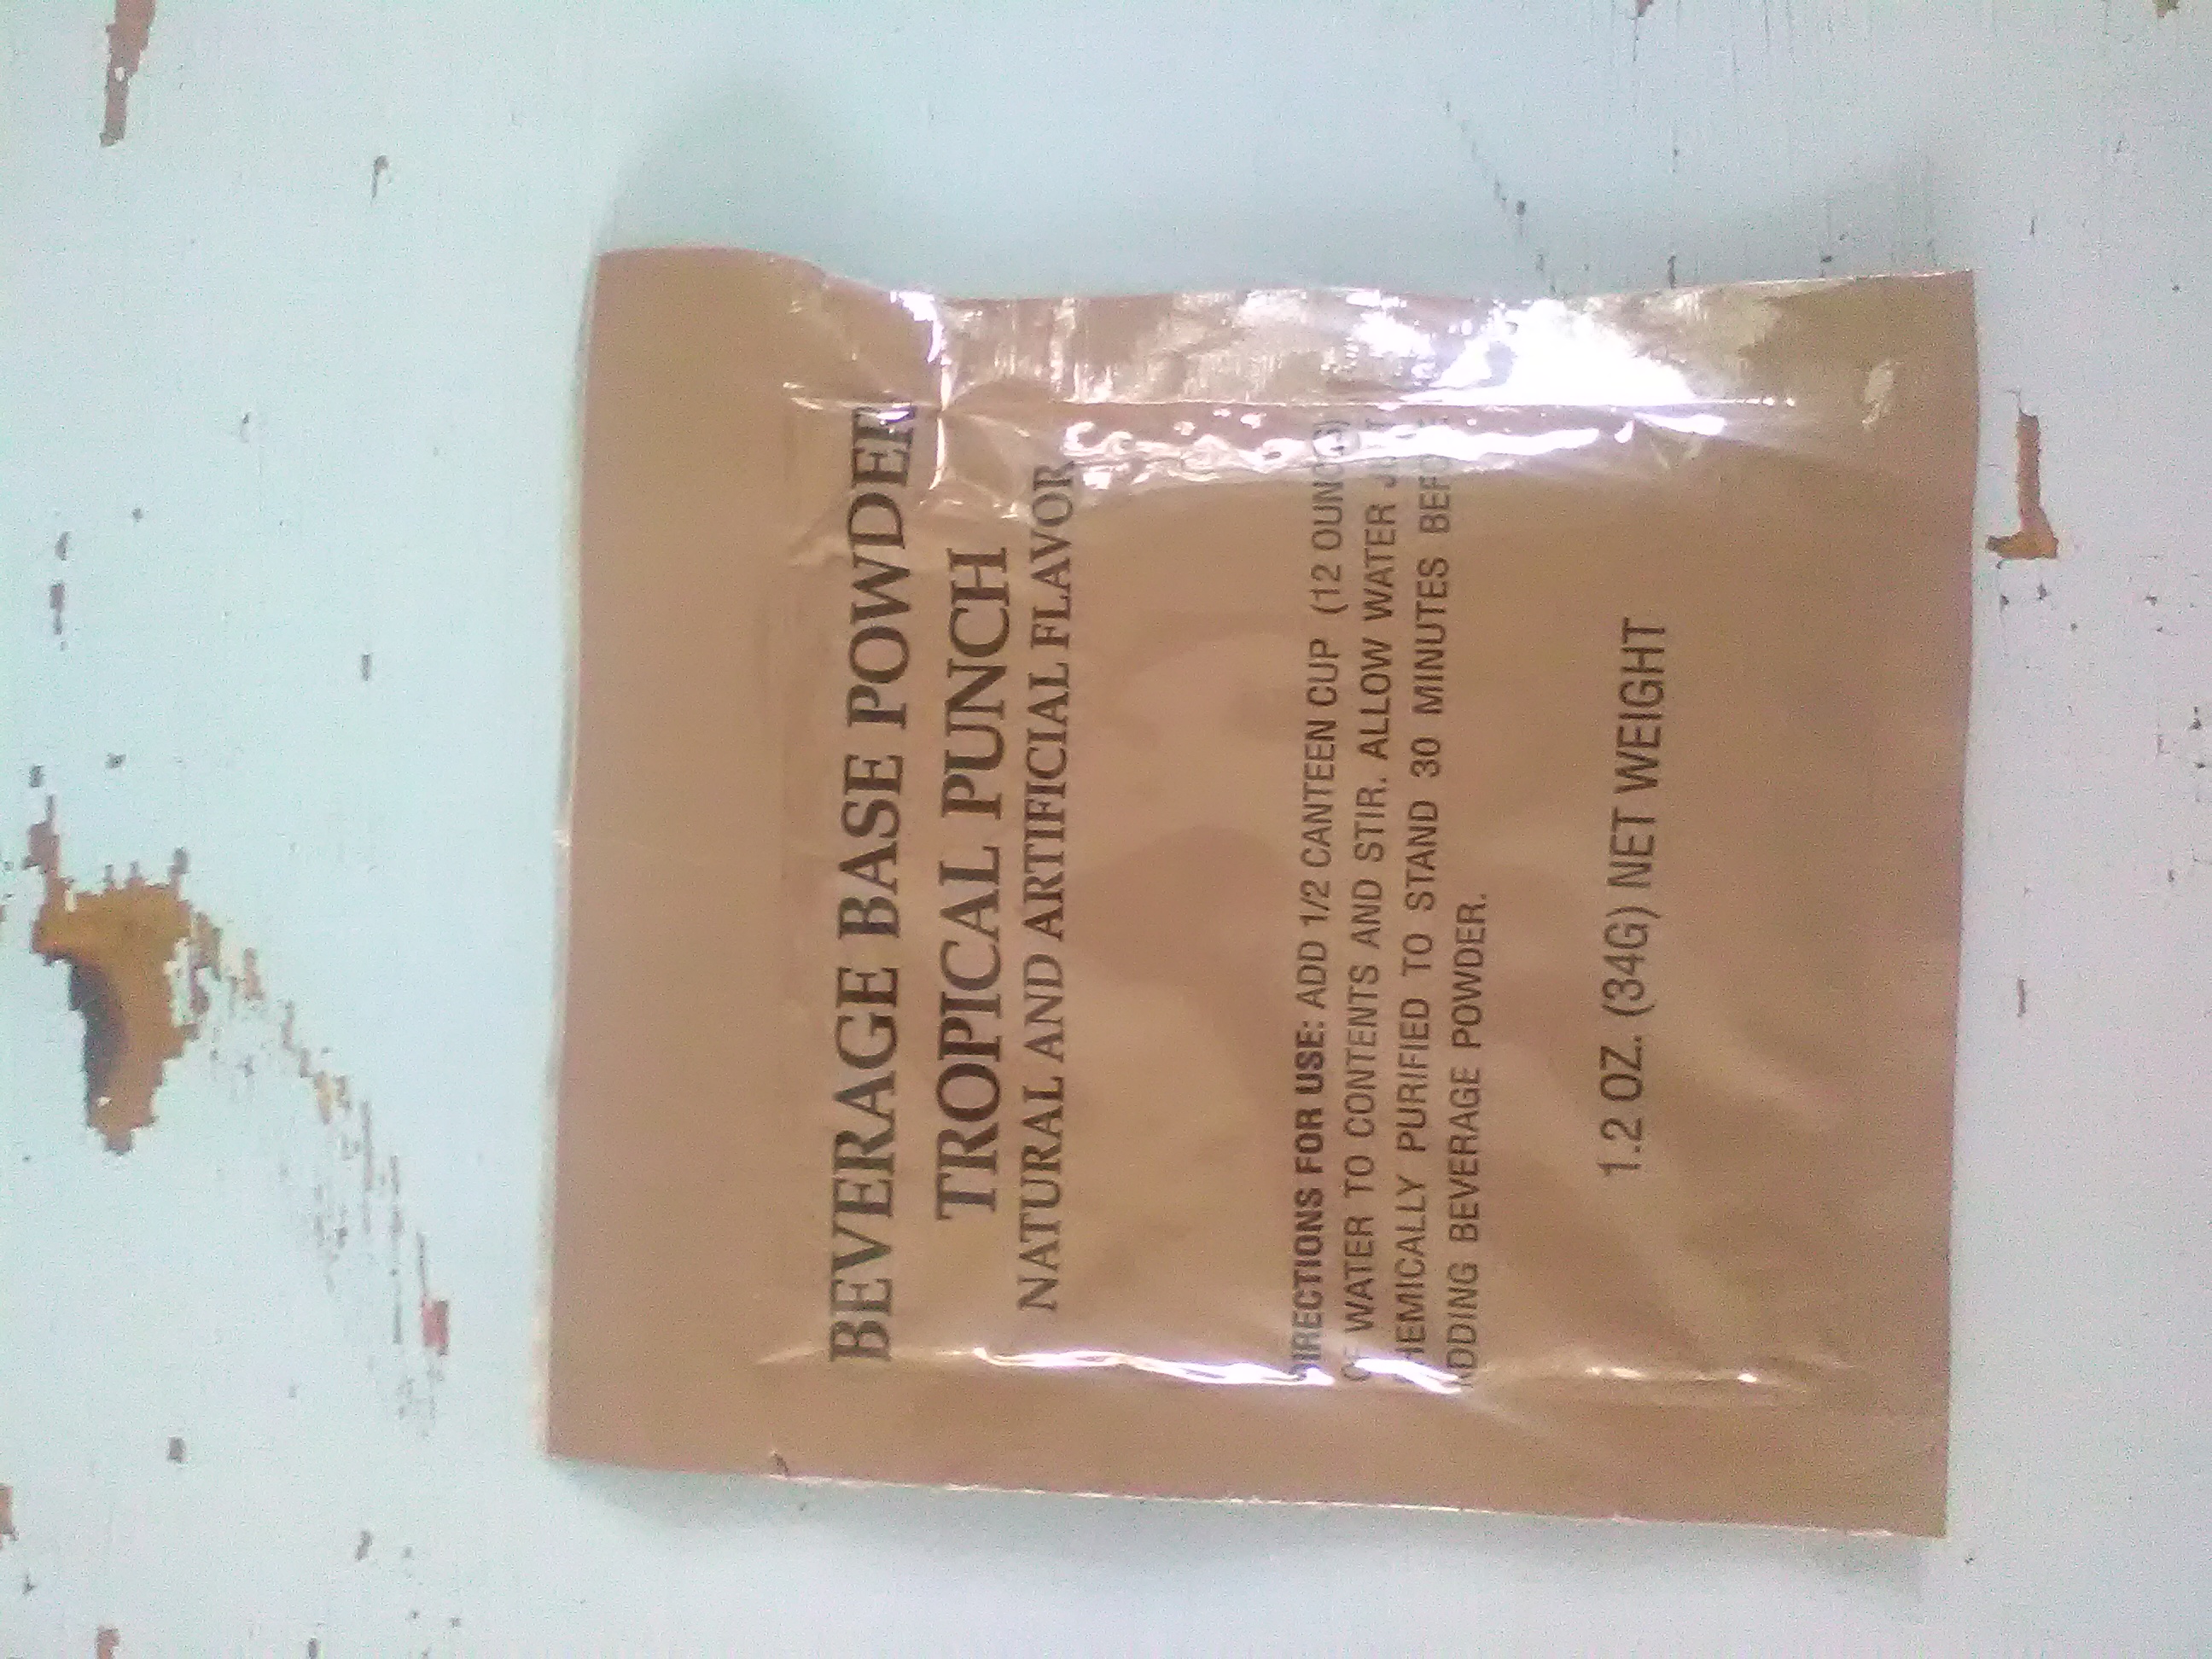 BEVERAGE BASE POWDER
TROPICAL PUNCH
NATURAL AND ARTIFICIAL FLAVOR
DIRECTIONS FOR USE: ADD 1/2 CANTEEN CUP (12 OUNCES)
OF WATER TO CONTENTS AND STIR. ALLOW WATER
CHEMICALLY PURIFIED TO STAND 30 MINUTES BEFORE
ADDING BEVERAGE POWDER.
1.2 OZ. (34G) NET WEIGHT